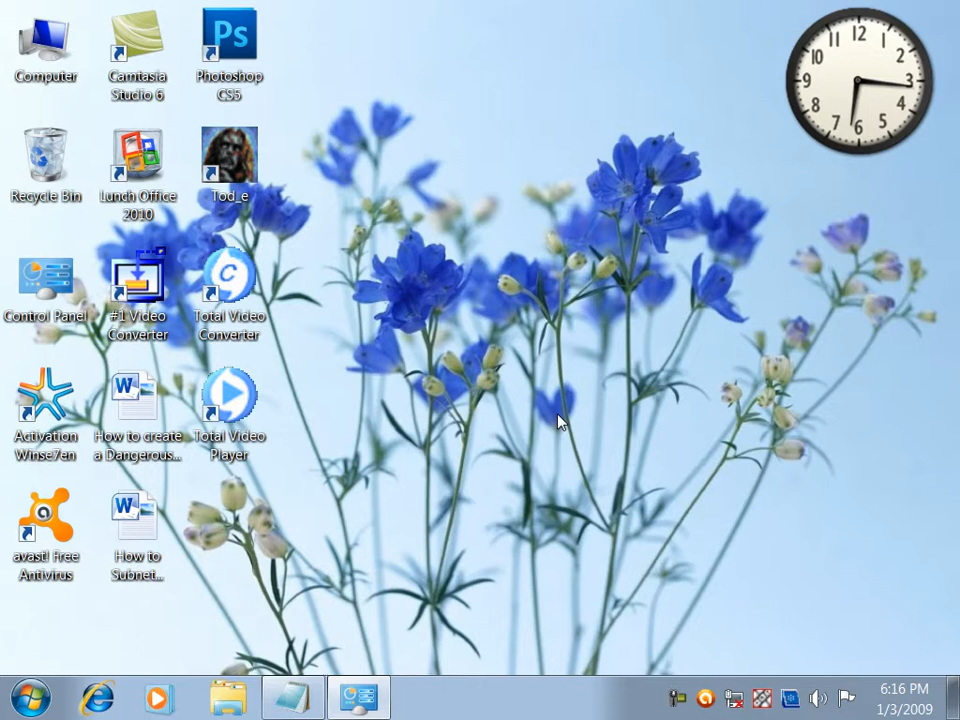 Computer
Camtasia
Studio 6
Ps
Photoshop
CS5
Recycle Bin
Lunch Office
2010
Tod_e
Control Panel
#1 Video
Converter
C
Total Video
Converter
Activation
Winse7en
W
How to create
a Dangerous...
Total Video
Player
a
avast! Free
Antivirus
W
How to
Subnet...
12
1
2
3
4
5
6
7
8
9
10
11
6:16 PM
1/3/2009